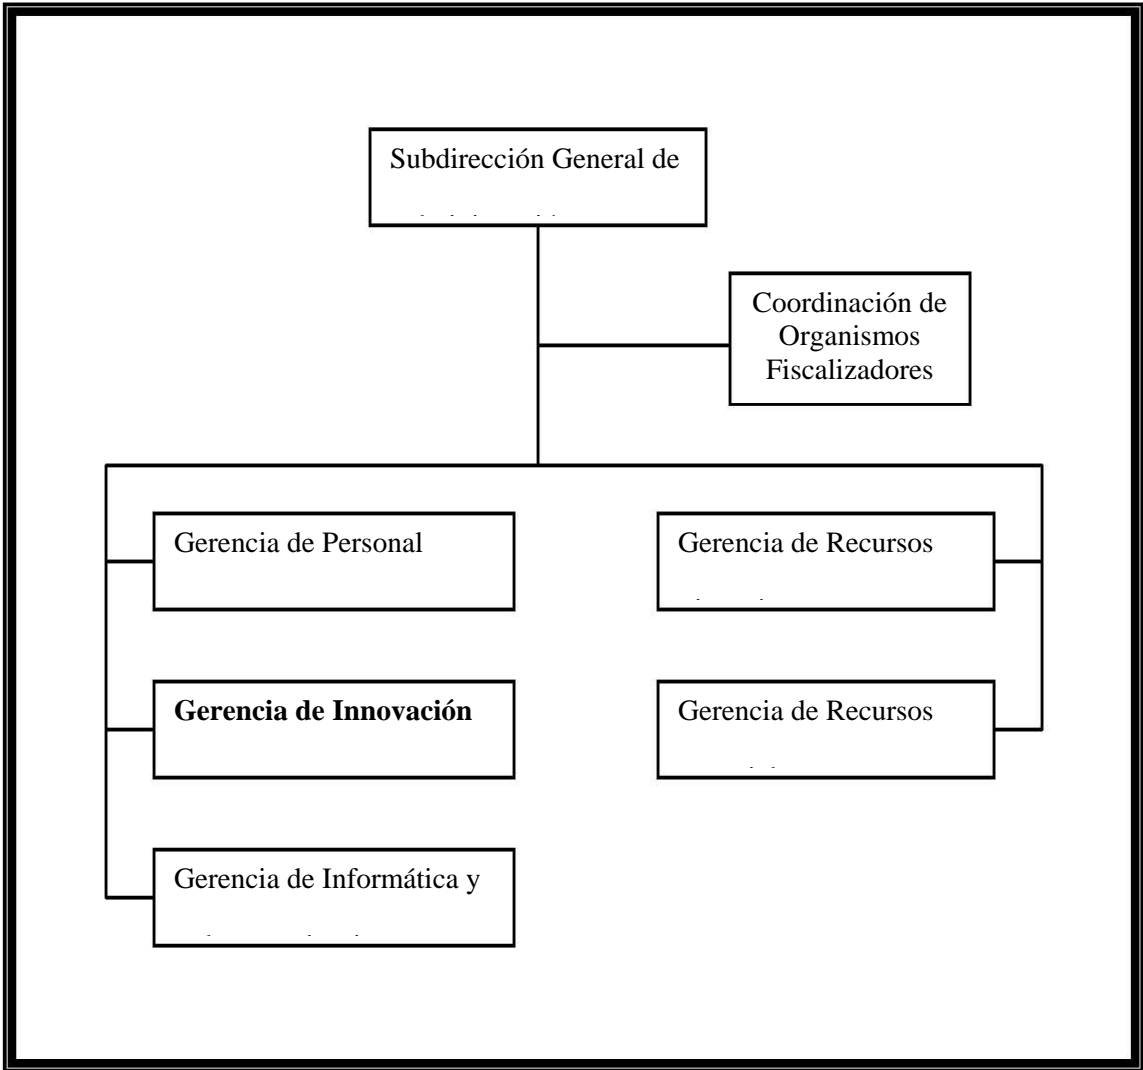 Subdirección General de
Coordinación de
Organismos
Fiscalizadores
Gerencia de Personal
Gerencia de Recursos
Gerencia de Innovación
Gerencia de Recursos
Gerencia de Informática y